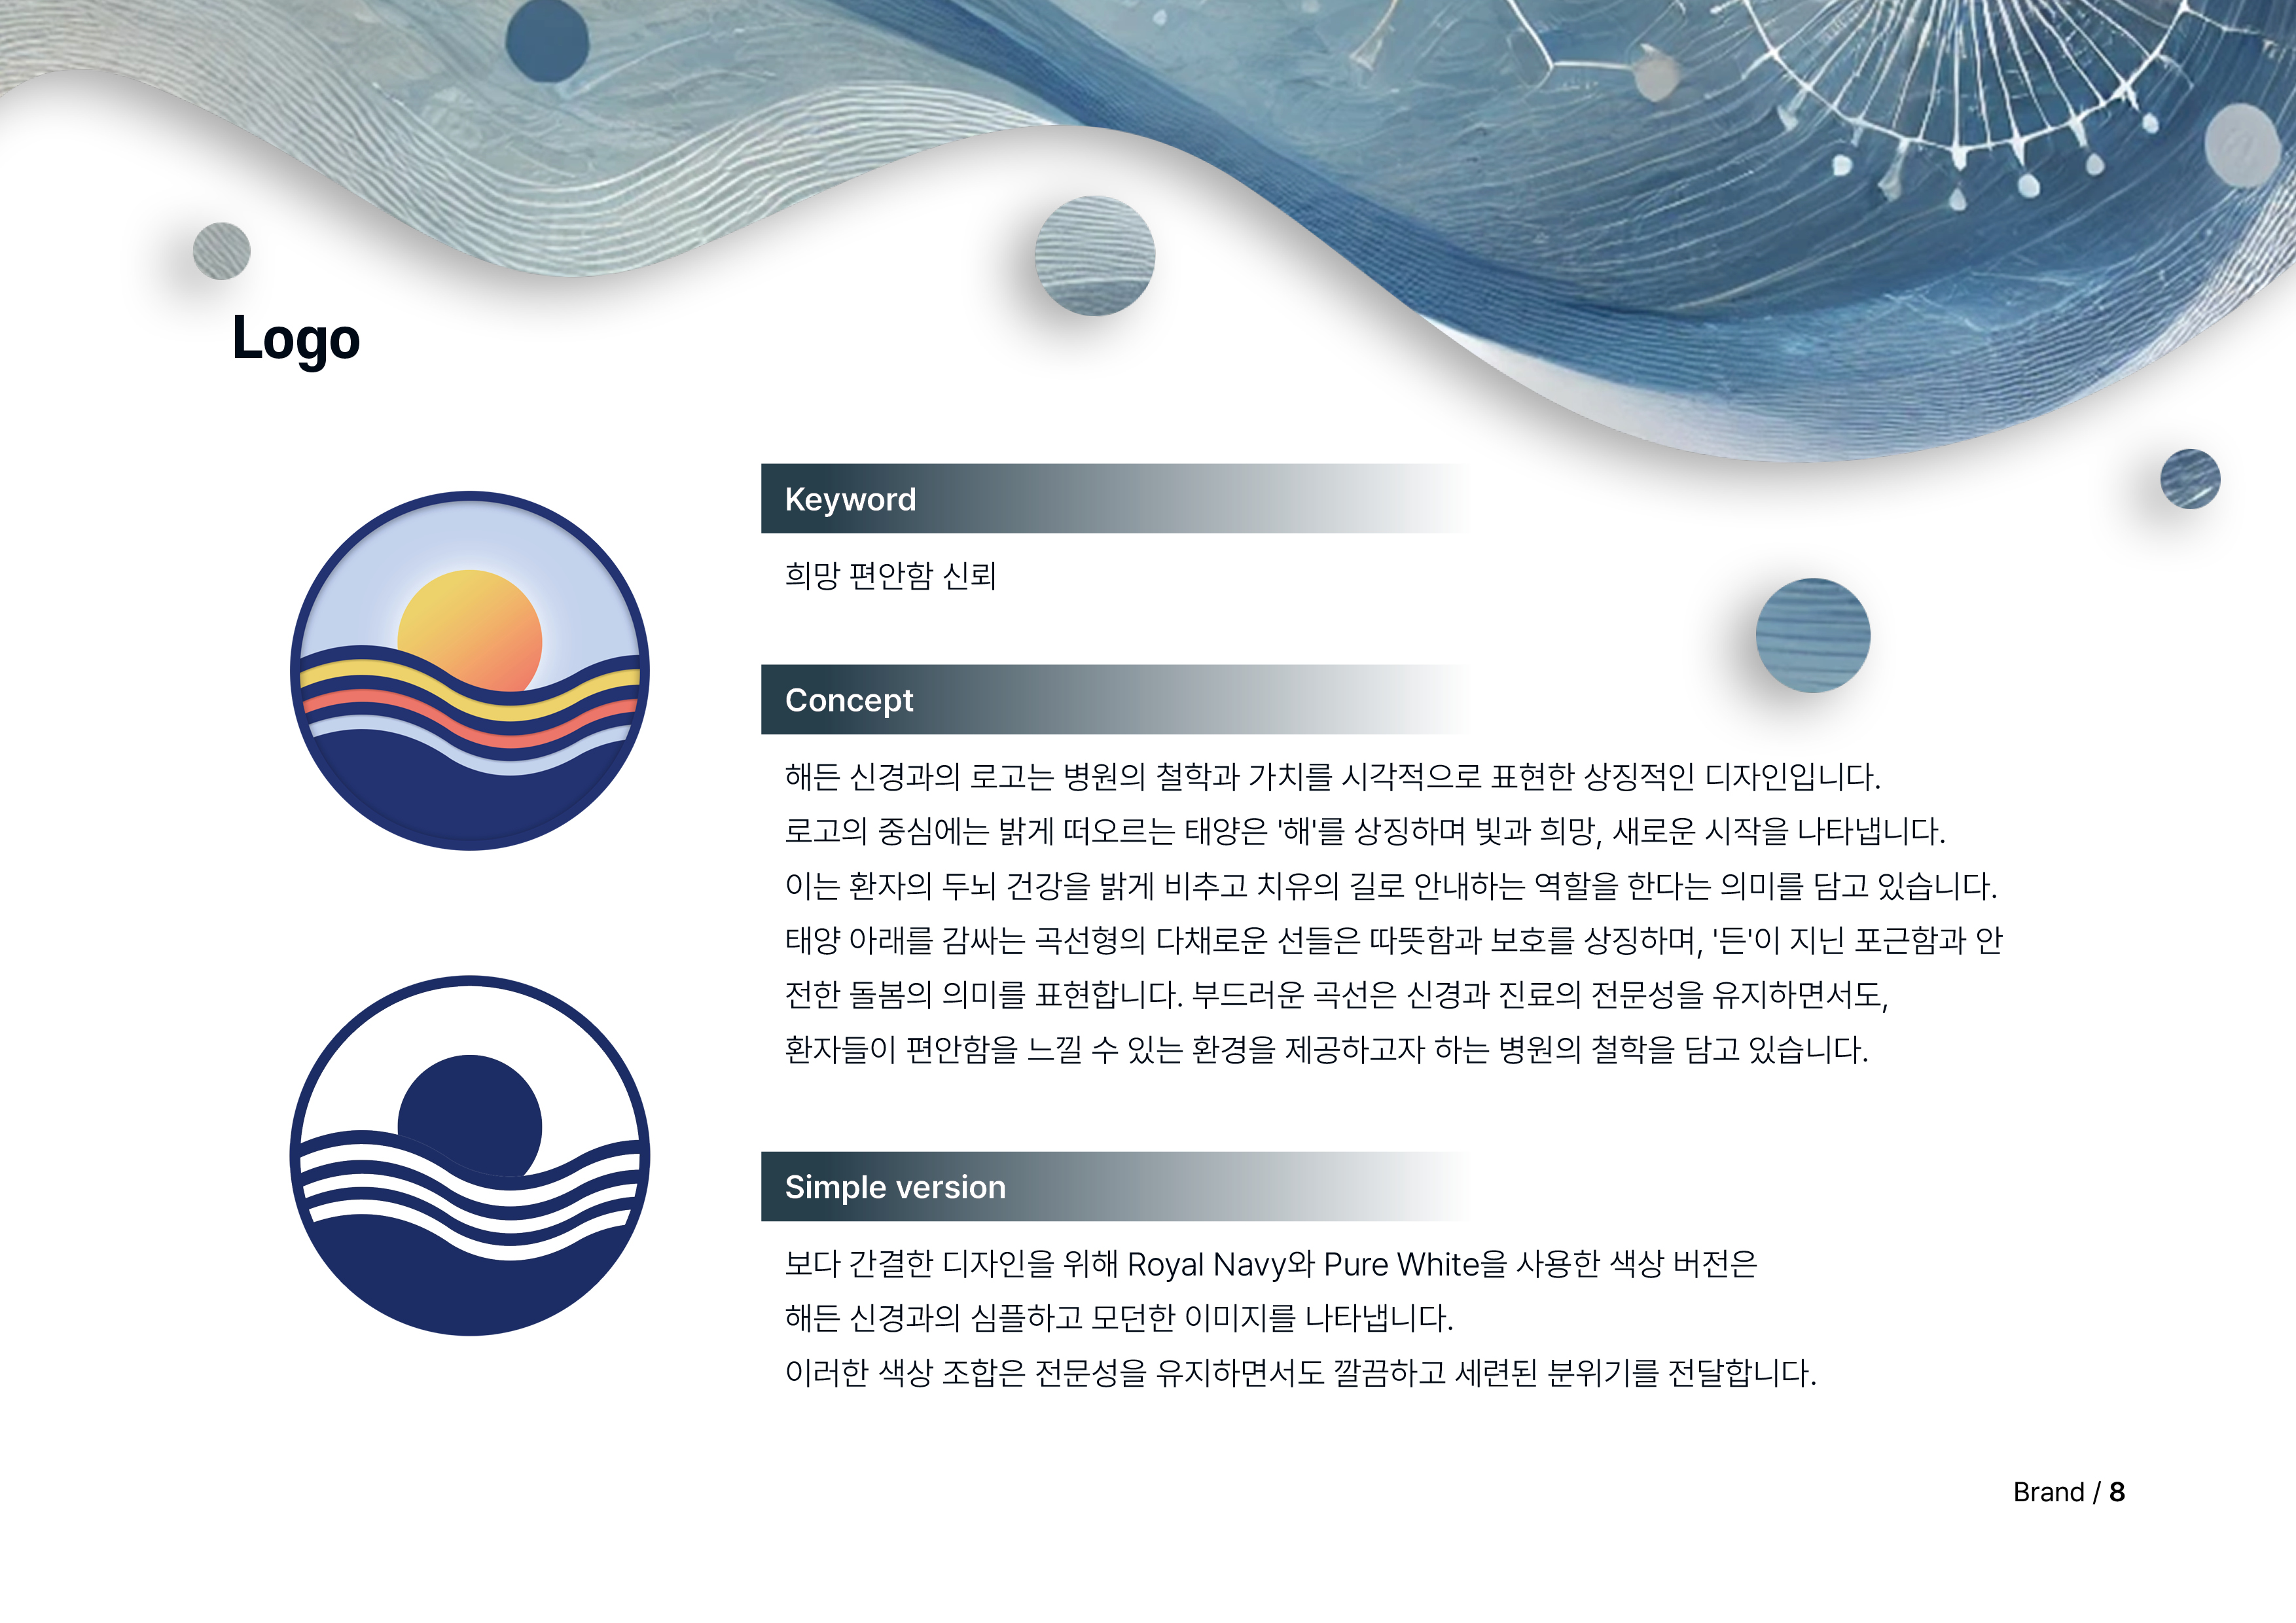 Logo
Keyword
희망 편안함 신뢰
Concept
해든 신경과의 로고는 병원의 철학과 가치를 시각적으로 표현한 상징적인 디자인입니다.
로고의 중심에는 밝게 떠오르는 태양은 '해'를 상징하며 빛과 희망, 새로운 시작을 나타냅니다.
이는 환자의 두뇌 건강을 밝게 비추고 치유의 길로 안내하는 역할을 한다는 의미를 담고 있습니다.
태양 아래를 감싸는 곡선형의 다채로운 선들은 따뜻함과 보호를 상징하며, '든'이 지닌 포근함과 안
전한 돌봄의 의미를 표현합니다. 부드러운 곡선은 신경과 진료의 전문성을 유지하면서도,
환자들이 편안함을 느낄 수 있는 환경을 제공하고자 하는 병원의 철학을 담고 있습니다.
Simple version
보다 간결한 디자인을 위해 Royal Navy와 Pure White을 사용한 색상 버전은
해든 신경과의 심플하고 모던한 이미지를 나타냅니다.
이러한 색상 조합은 전문성을 유지하면서도 깔끔하고 세련된 분위기를 전달합니다.
Brand / 8